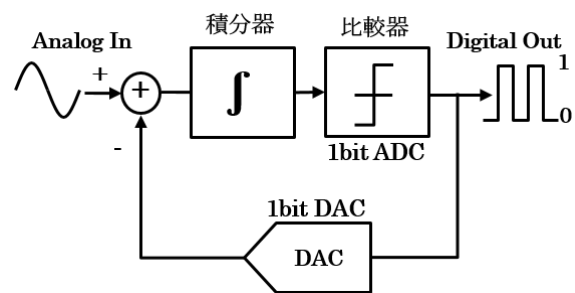 Analog In
積分器
比較器
Digital Out
+
+
-
∫
1
0
1bit ADC
1bit DAC
DAC